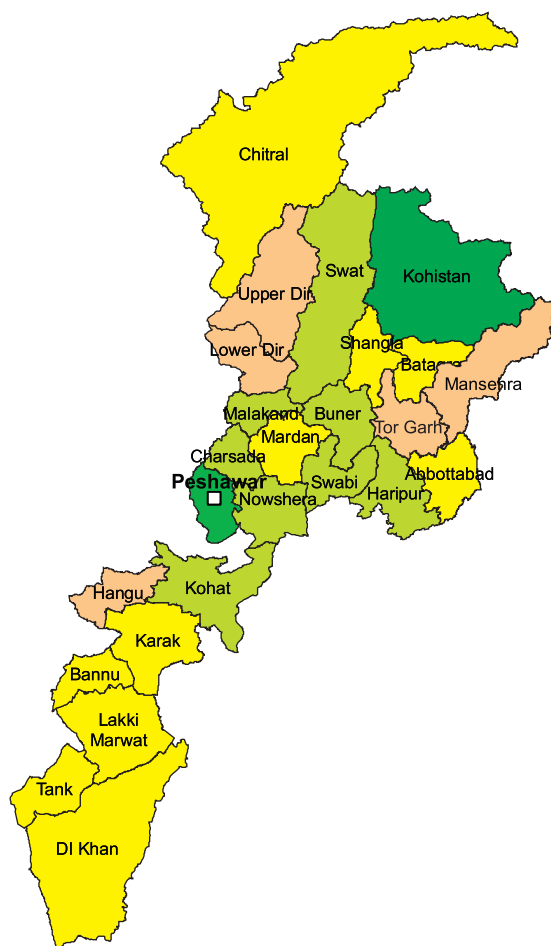 Chitral
Swat
Kohistan
Upper Dir
Shangla
Lower Dir
Batagra
Mansehra
Malakand
Buner
Tor Garh
Mardan
Charsada
Abbottabad
Peshawar
Swabi
Haripur
Nowshera
Hangu
Kohat
Karak
Bannu
Lakki
Marwat
Tank
DI Khan